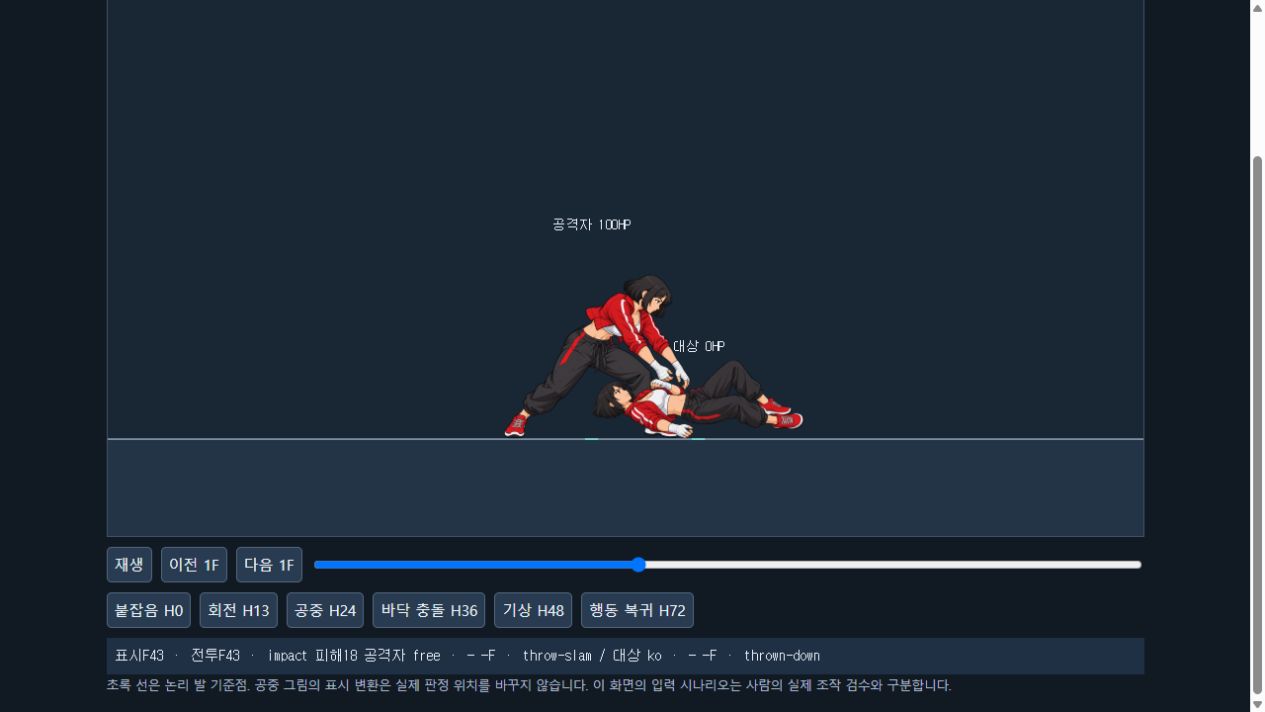 공격자 100HP
대상 0HP
재생 이전 1F 다음 1F
붙잡음 H0 회전 H13 공중 H24 바닥 충돌 H36 기상 H48 행동 복귀 H72
표시F43 · 전투F43 · impact 피해18 공격자 free · - -F · throw-slam / 대상 ko · - -F · thrown-down
초록 선은 논리 발 기준점. 공중 그림의 표시 변환은 실제 판정 위치를 바꾸지 않습니다. 이 화면의 입력 시나리오는 사람의 실제 조작 검수와 구분합니다.